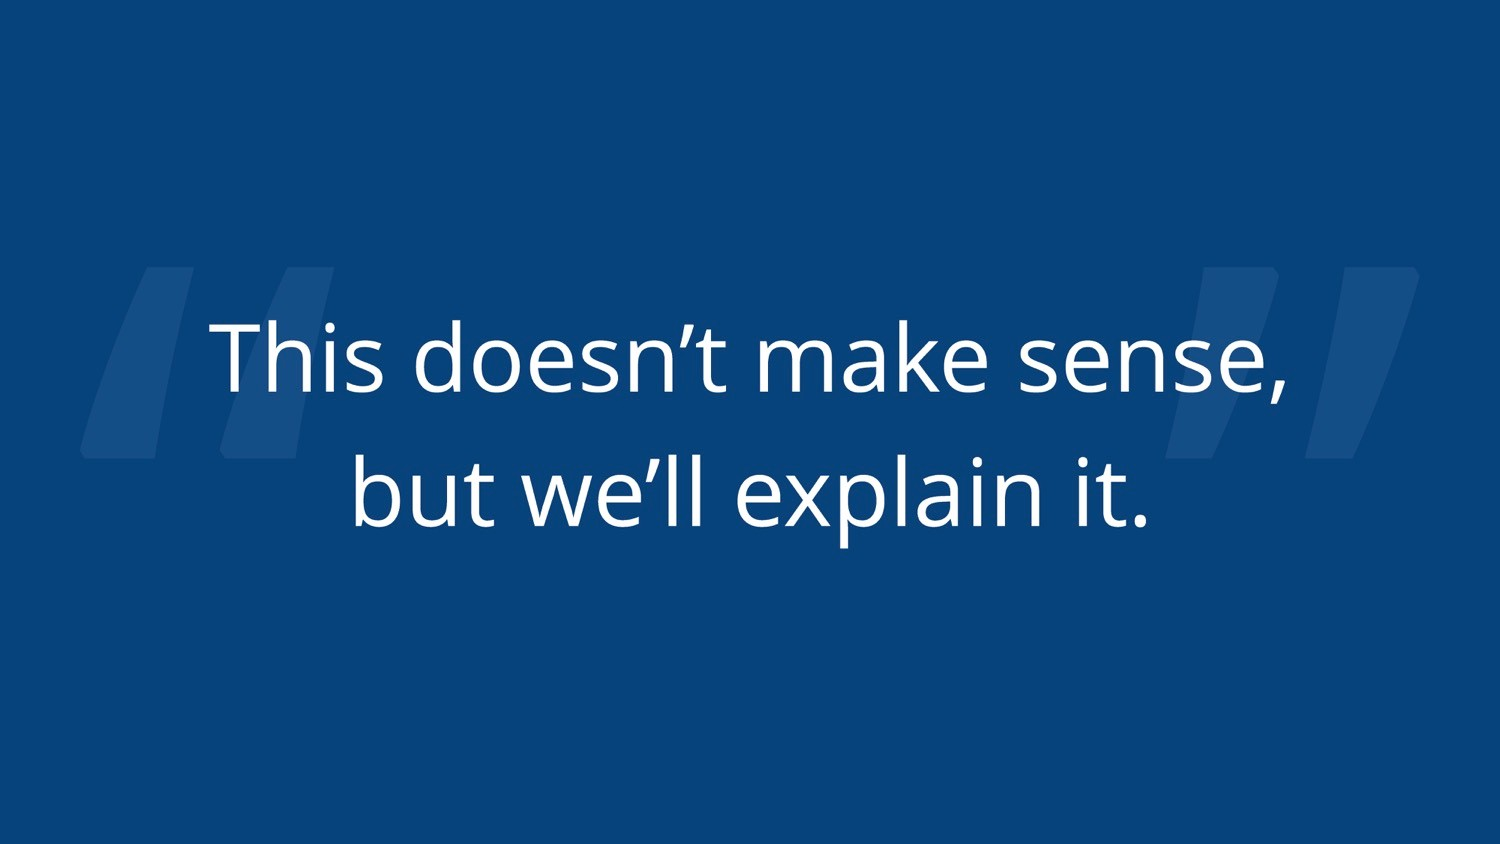 This doesn’t make sense,
but we’ll explain it.